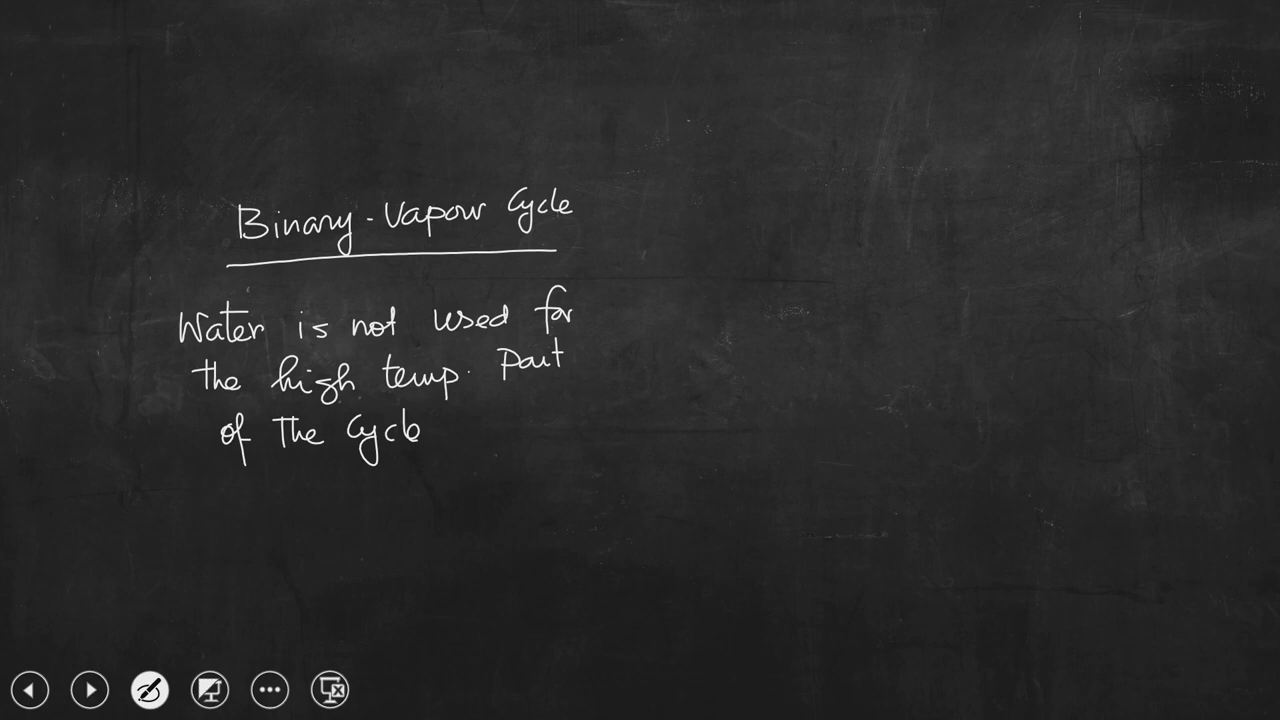 Binary-Vapour Cycle
Water is not used for
the high temp. Part
of The Cycle